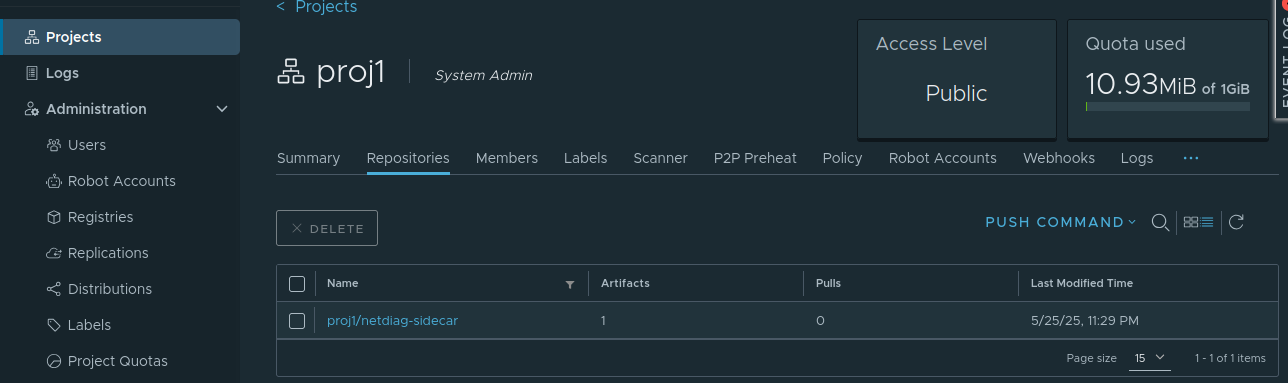 < Projects
Projects
Logs
Administration
Users
Robot Accounts
Registries
Replications
Distributions
Labels
Project Quotas
proj1
System Admin
Access Level
Public
Quota used
10.93MiB of 1GiB
EVENT LOG
Summary Repositories Members Labels Scanner P2P Preheat Policy Robot Accounts Webhooks Logs ...
× DELETE
PUSH COMMAND
Name Artifacts Pulls Last Modified Time
proj1/netdiag-sidecar 1 0 5/25/25, 11:29 PM
Page size 15 1 - 1 of 1 items